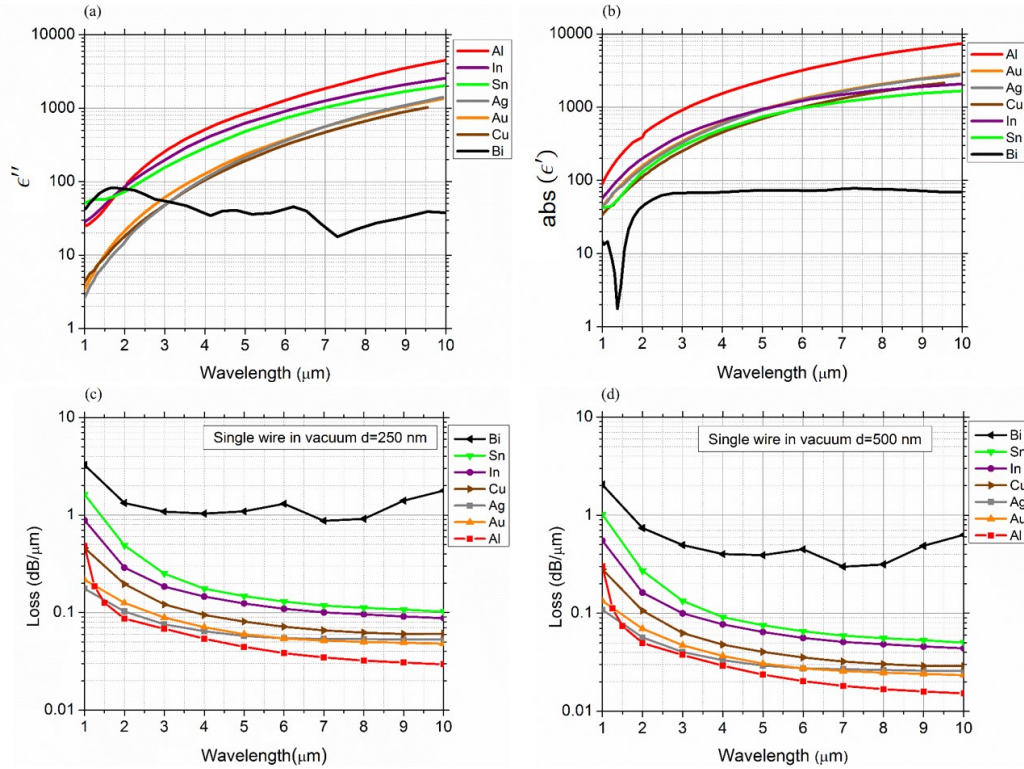 (a)
10000
1000
100
10
1
ε''
1 2 3 4 5 6 7 8 9 10
Wavelength (μm)
Al
In
Sn
Ag
Au
Cu
Bi
(b)
10000
1000
100
10
1
abs (ε')
1 2 3 4 5 6 7 8 9 10
Wavelength (μm)
Al
Au
Ag
Cu
In
Sn
Bi
(c)
10
1
0.1
0.01
Loss (dB/μm)
Single wire in vacuum d=250 nm
1 2 3 4 5 6 7 8 9 10
Wavelength(μm)
Bi
Sn
In
Cu
Ag
Au
Al
(d)
10
1
0.1
0.01
Loss (dB/μm)
Single wire in vacuum d=500 nm
1 2 3 4 5 6 7 8 9 10
Wavelength (μm)
Bi
Sn
In
Cu
Ag
Au
Al